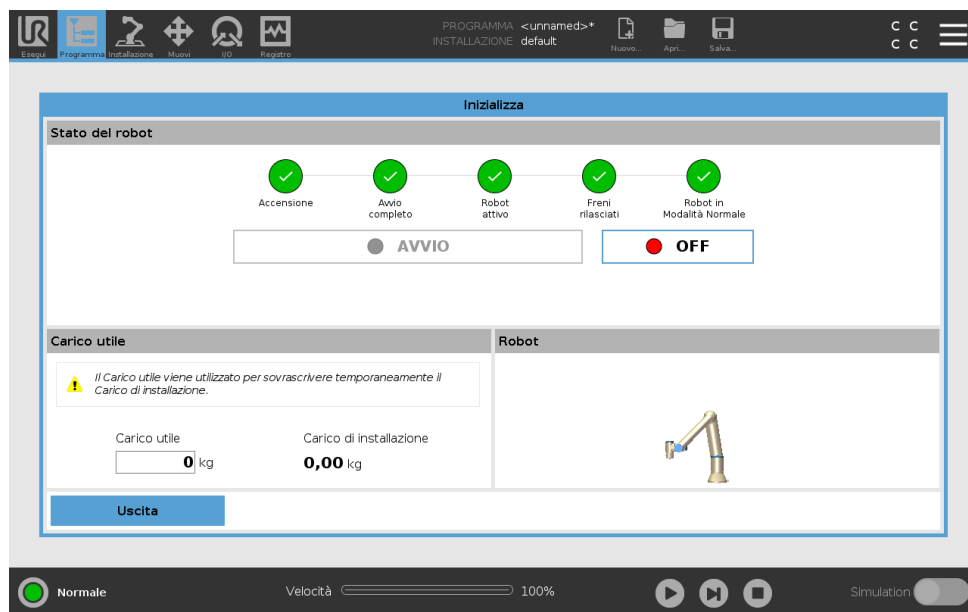 UR
PROGRAMMA <unnamed>*
INSTALLAZIONE default
C C
C C
Esegui Programma Installazione Muovi I/O Registro Nuovo... Apri... Salva...
Inizializza
Stato del robot
Accensione
Avvio
completo
Robot
attivo
Freni
rilasciati
Robot in
Modalità Normale
AVVIO
OFF
Carico utile
Robot
Il Carico utile viene utilizzato per sovrascrivere temporaneamente il
Carico di installazione.
Carico utile
Carico di installazione
0 kg
0,00 kg
Uscita
Normale
Velocità
100%
Simulation